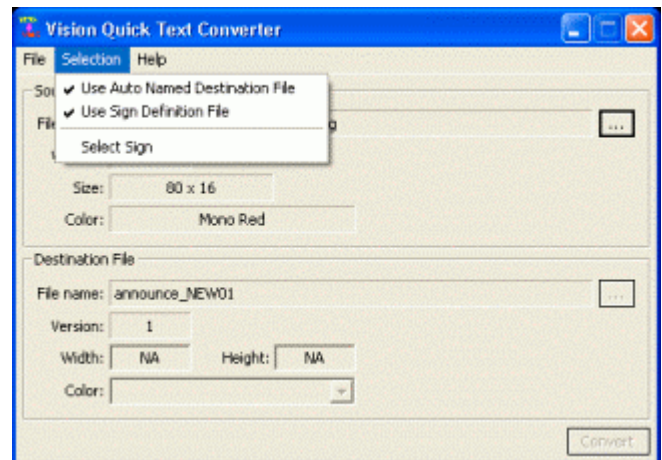 Vision Quick Text Converter
File Selection Help
Use Auto Named Destination File
Use Sign Definition File
...
Select Sign
Size: 80 x 16
Color: Mono Red
Destination File
File name: announce_NEW01 ...
Version: 1
Width: NA Height: NA
Color:
Convert